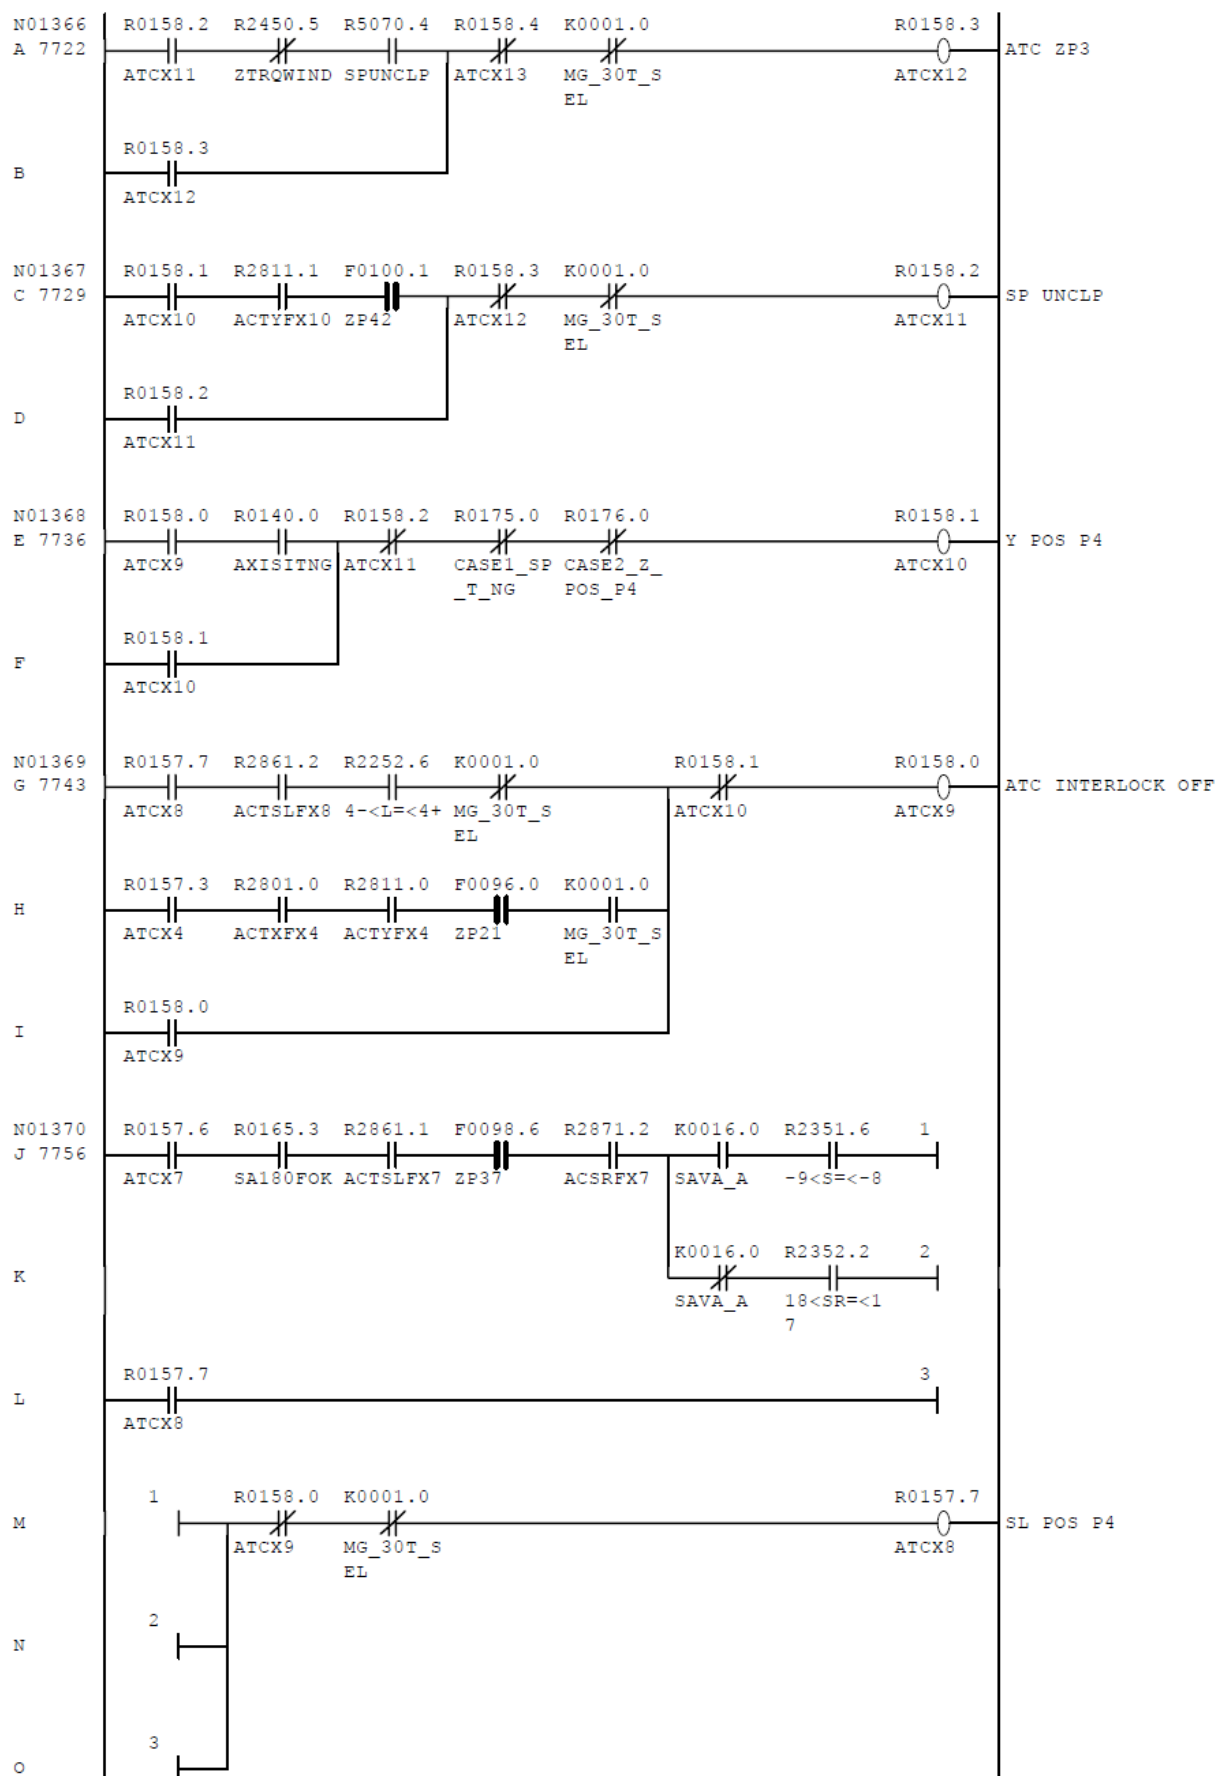 N01366 R0158.2 R2450.5 R5070.4 R0158.4 K0001.0 R0158.3
A 7722 ATC ZP3
ATCX11 ZTRQWIND SPUNCLP ATCX13 MG_30T_S ATCX12
EL
R0158.3
B
ATCX12
N01367 R0158.1 R2811.1 F0100.1 R0158.3 K0001.0 R0158.2
C 7729 SP UNCLP
ATCX10 ACTYFX10 ZP42 ATCX12 MG_30T_S ATCX11
EL
R0158.2
D
ATCX11
N01368 R0158.0 R0140.0 R0158.2 R0175.0 R0176.0 R0158.1
E 7736 Y POS P4
ATCX9 AXISITNG ATCX11 CASE1_SP CASE2_Z_ ATCX10
_T_NG POS_P4
R0158.1
F
ATCX10
N01369 R0157.7 R2861.2 R2252.6 K0001.0 R0158.1 R0158.0
G 7743 ATC INTERLOCK OFF
ATCX8 ACTSLFX8 4-<L=<4+ MG_30T_S ATCX10 ATCX9
EL
R0157.3 R2801.0 R2811.0 F0096.0 K0001.0
H
ATCX4 ACTXFX4 ACTYFX4 ZP21 MG_30T_S
EL
R0158.0
I
ATCX9
N01370 R0157.6 R0165.3 R2861.1 F0098.6 R2871.2 K0016.0 R2351.6 1
J 7756
ATCX7 SA180FOK ACTSLFX7 ZP37 ACSRFX7 SAVA_A -9<S=<-8
K0016.0 R2352.2 2
K
SAVA_A 18<SR=<1
7
R0157.7 3
L
ATCX8
1 R0158.0 K0001.0 R0157.7
M SL POS P4
ATCX9 MG_30T_S ATCX8
EL
2
N
3
O